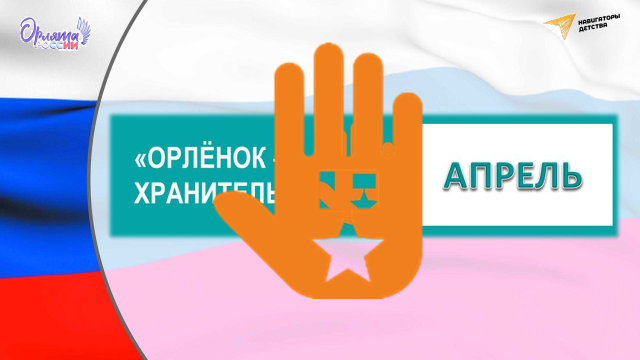 Орлята
России
НАВИГАТОРЫ
ДЕТСТВА
«ОРЛЁНОК -
ХРАНИТЕЛЬ
АПРЕЛЬ